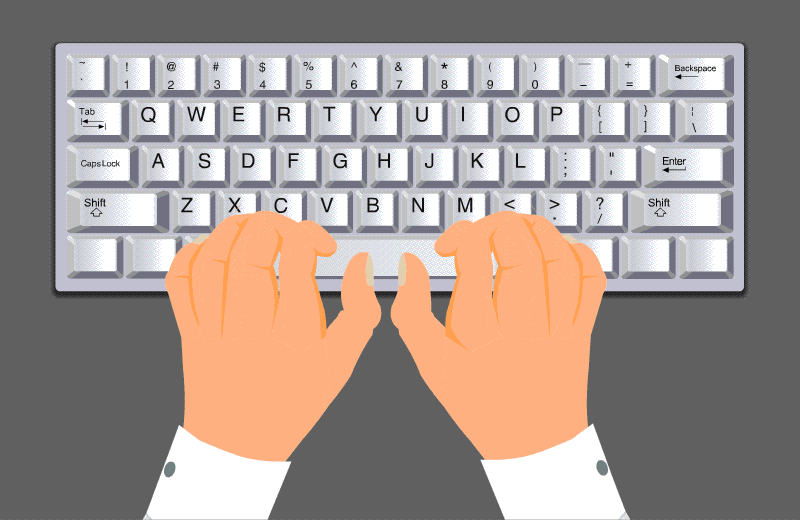 ~ ! @ # $ % ^ & * ( ) — + Backspace
` 1 2 3 4 5 6 7 8 9 0 – =
Tab Q W E R T Y U I O P { } ¦
[ ] \
Caps Lock A S D F G H J K L : " Enter
; '
Shift Z X C V B N M < > ? Shift
. /